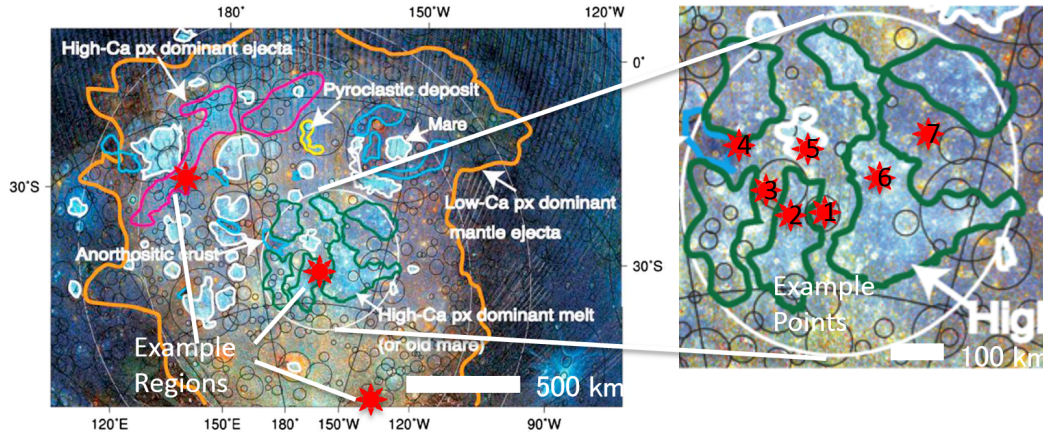 180°
150°W
120°W
High-Ca px dominant ejecta
Pyroclastic deposit
Mare
0°
30°S
Low-Ca px dominant
mantle ejecta
Anorthositic crust
30°S
High-Ca px dominant melt
(or old mare)
Example
Regions
500 km
120°E
150°E
180°
150°W
120°W
90°W
4
5
7
3
6
2
1
Example
Points
High
100 km